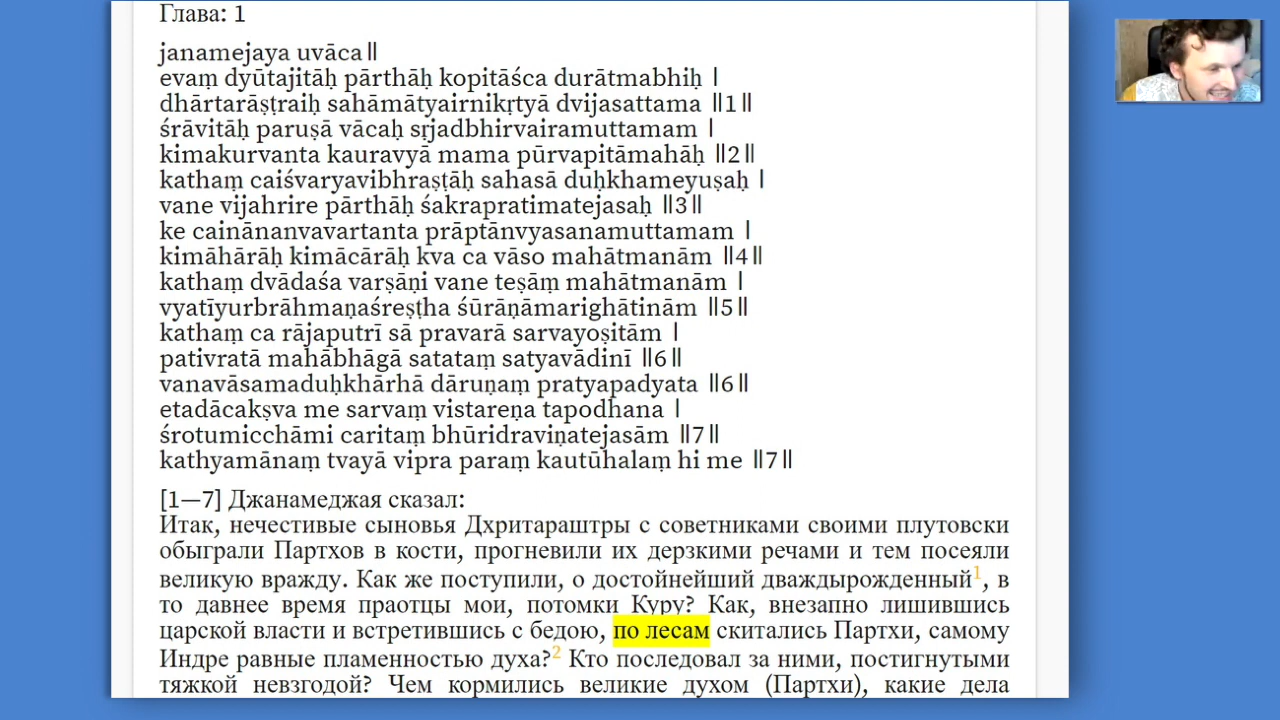 Глава: 1
janamejaya uvāca॥
evaṃ dyūtajitāḥ pārthāḥ kopitāśca durātmabhiḥ ।
dhārtarāṣṭraiḥ sahāmātyairnikṛtyā dvijasattama ॥1॥
śrāvitāḥ paruṣā vācaḥ sṛjadbhirvairamuttamam ।
kimakurvanta kauravyā mama pūrvapitāmahāḥ ॥2॥
kathaṃ caiśvaryavibhraṣṭāḥ sahasā duḥkhameyuṣaḥ ।
vane vijahrire pārthāḥ śakrapratimatejasaḥ ॥3॥
ke cainānanvavartanta prāptānvyasanamuttamam ।
kimāhārāḥ kimācārāḥ kva ca vāso mahātmanām ॥4॥
kathaṃ dvādaśa varṣāṇi vane teṣāṃ mahātmanām ।
vyatīyurbrāhmaṇaśreṣṭha śūrāṇāmarighātinām ॥5॥
kathaṃ ca rājaputrī sā pravarā sarvayoṣitām ।
pativratā mahābhāgā satataṃ satyavādinī ॥6॥
vanavāsamaduḥkhārhā dāruṇaṃ pratyapadyata ॥6॥
etadācakṣva me sarvaṃ vistareṇa tapodhana ।
śrotumicchāmi caritaṃ bhūridraviṇatejasām ॥7॥
kathyamānaṃ tvayā vipra paraṃ kautūhalaṃ hi me ॥7॥
[1—7] Джанамеджая сказал:
Итак, нечестивые сыновья Дхритараштры с советниками своими плутовски
обыграли Партхов в кости, прогневили их дерзкими речами и тем посеяли
великую вражду. Как же поступили, о достойнейший дваждырожденный1, в
то давнее время праотцы мои, потомки Куру? Как, внезапно лишившись
царской власти и встретившись с бедою, по лесам скитались Партхи, самому
Индре равные пламенностью духа?2 Кто последовал за ними, постигнутыми
тяжкой невзгодой? Чем кормились великие духом (Партхи), какие дела